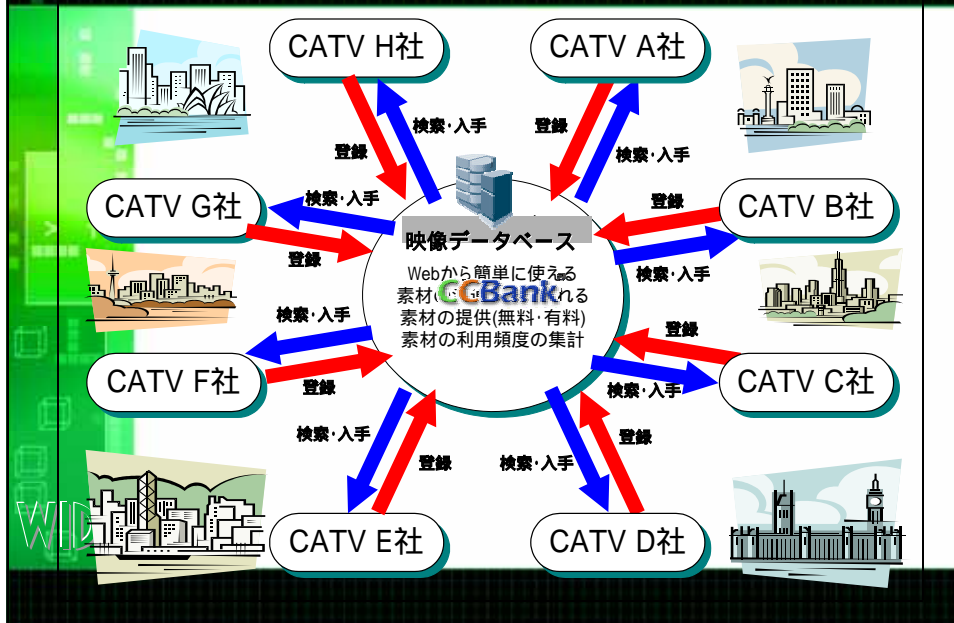 CATV H社
CATV A社
検索・入手
登録
登録
検索・入手
CATV G社
検索・入手
登録
CATV B社
登録
検索・入手
映像データベース
Webから簡単に使える
素材の
れる
CCBank
素材の提供(無料・有料)
素材の利用頻度の集計
検索・入手
登録
CATV F社
登録
検索・入手
CATV C社
検索・入手
登録
検索・入手
登録
CATV E社
CATV D社
WID